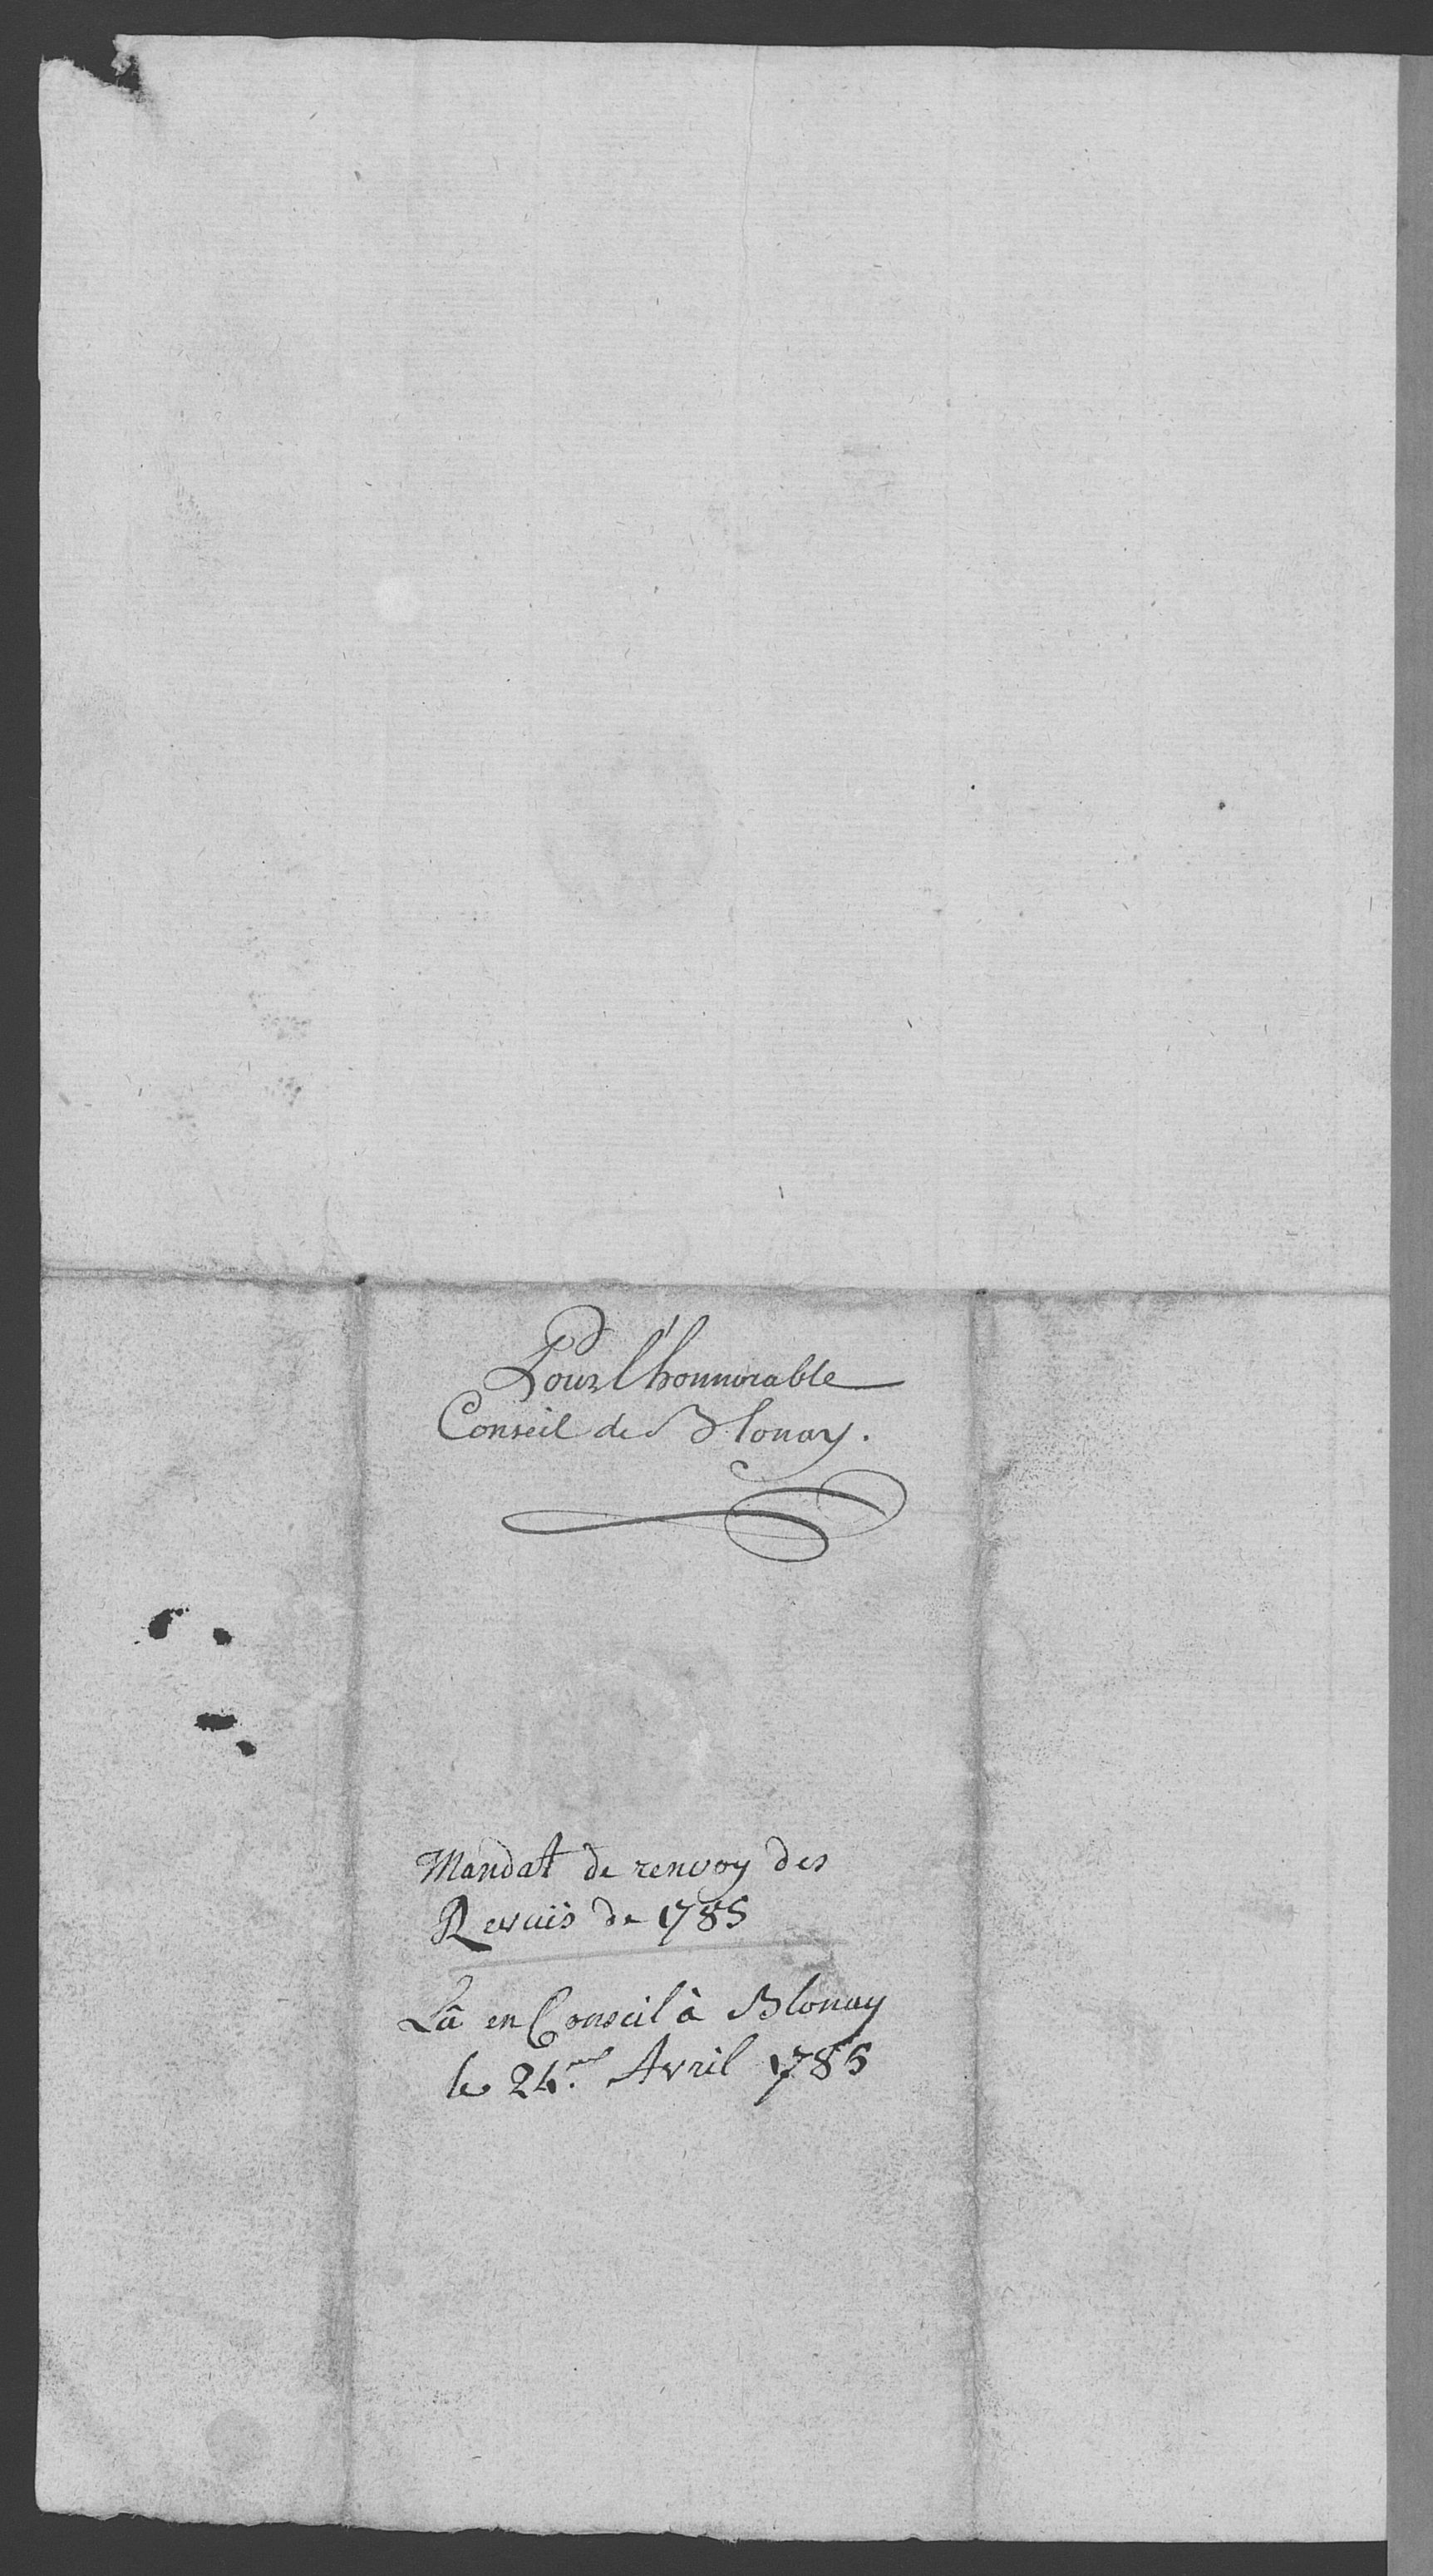 Pour l'honnorable
Conseil de Blonay.
Mandat de renvoy des
Revuës de 1785
Lû en Conseil à Blonay
le 24.me Avril 1785